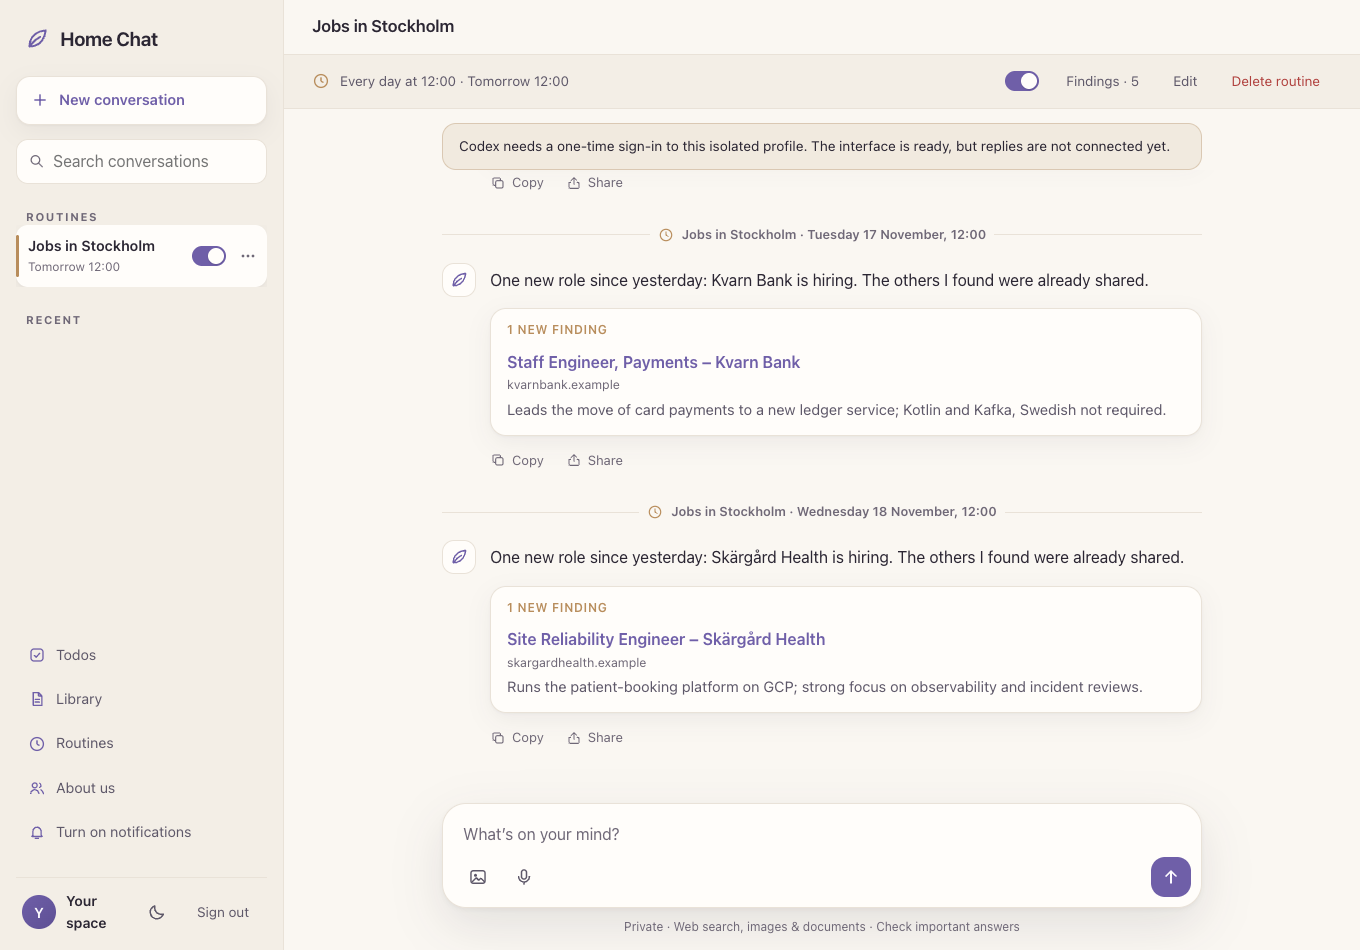 Home Chat
New conversation
Search conversations
ROUTINES
Jobs in Stockholm
Tomorrow 12:00
RECENT
Todos
Library
Routines
About us
Turn on notifications
Y
Your space
Sign out
Jobs in Stockholm
Every day at 12:00 · Tomorrow 12:00
Findings · 5
Edit
Delete routine
Codex needs a one-time sign-in to this isolated profile. The interface is ready, but replies are not connected yet.
Copy
Share
Jobs in Stockholm · Tuesday 17 November, 12:00
One new role since yesterday: Kvarn Bank is hiring. The others I found were already shared.
1 NEW FINDING
Staff Engineer, Payments – Kvarn Bank
kvarnbank.example
Leads the move of card payments to a new ledger service; Kotlin and Kafka, Swedish not required.
Copy
Share
Jobs in Stockholm · Wednesday 18 November, 12:00
One new role since yesterday: Skärgård Health is hiring. The others I found were already shared.
1 NEW FINDING
Site Reliability Engineer – Skärgård Health
skargardhealth.example
Runs the patient-booking platform on GCP; strong focus on observability and incident reviews.
Copy
Share
What's on your mind?
Private · Web search, images & documents · Check important answers